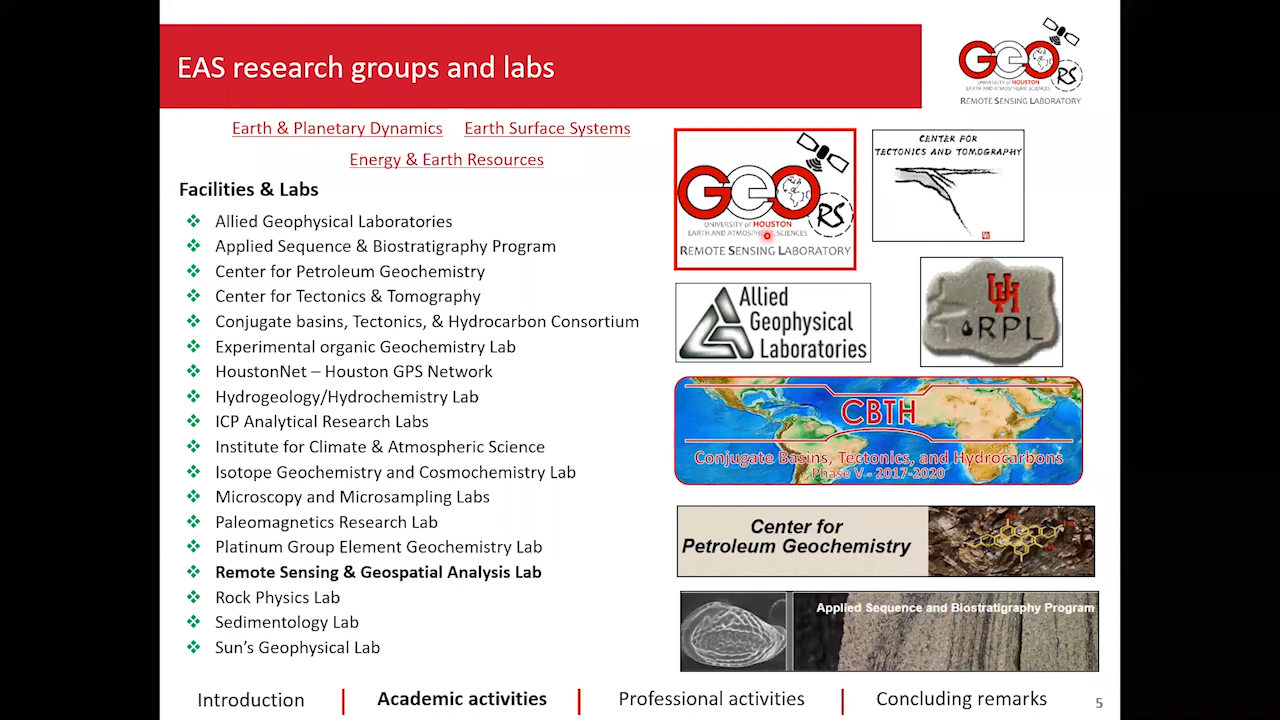 EAS research groups and labs
GEO
RS
UNIVERSITY OF HOUSTON
EARTH AND ATMOSPHERIC SCIENCES
REMOTE SENSING LABORATORY
Earth & Planetary Dynamics Earth Surface Systems
Energy & Earth Resources
Facilities & Labs
Allied Geophysical Laboratories
Applied Sequence & Biostratigraphy Program
Center for Petroleum Geochemistry
Center for Tectonics & Tomography
Conjugate basins, Tectonics, & Hydrocarbon Consortium
Experimental organic Geochemistry Lab
HoustonNet – Houston GPS Network
Hydrogeology/Hydrochemistry Lab
ICP Analytical Research Labs
Institute for Climate & Atmospheric Science
Isotope Geochemistry and Cosmochemistry Lab
Microscopy and Microsampling Labs
Paleomagnetics Research Lab
Platinum Group Element Geochemistry Lab
Remote Sensing & Geospatial Analysis Lab
Rock Physics Lab
Sedimentology Lab
Sun's Geophysical Lab
GEO
RS
UNIVERSITY of HOUSTON
EARTH AND ATMOSPHERIC SCIENCES
REMOTE SENSING LABORATORY
CENTER FOR
TECTONICS AND TOMOGRAPHY
Allied
Geophysical
Laboratories
UH
RPL
CBTH
Conjugate Basins, Tectonics, and Hydrocarbons
Phase V - 2017-2020
Center for
Petroleum Geochemistry
Applied Sequence and Biostratigraphy Program
Introduction | Academic activities | Professional activities | Concluding remarks
5